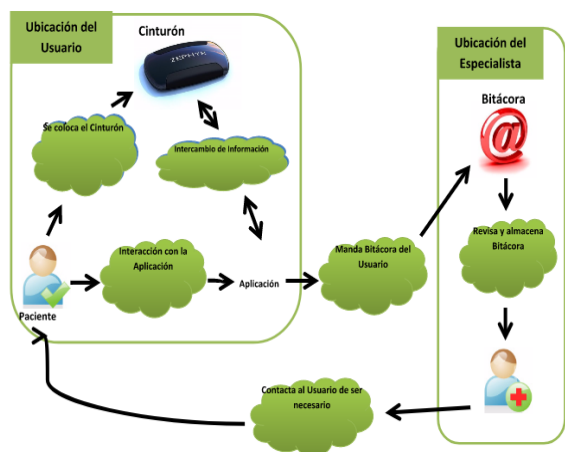 Ubicación del
Usuario
Cinturón
ZEPHYR
Se coloca el Cinturón
Intercambio de Información
Interacción con la
Aplicación
Aplicación
Paciente
Manda Bitácora del
Usuario
Ubicación del
Especialista
Bitácora
@
Revisa y almacena
Bitácora
Contacta al Usuario de ser
necesario